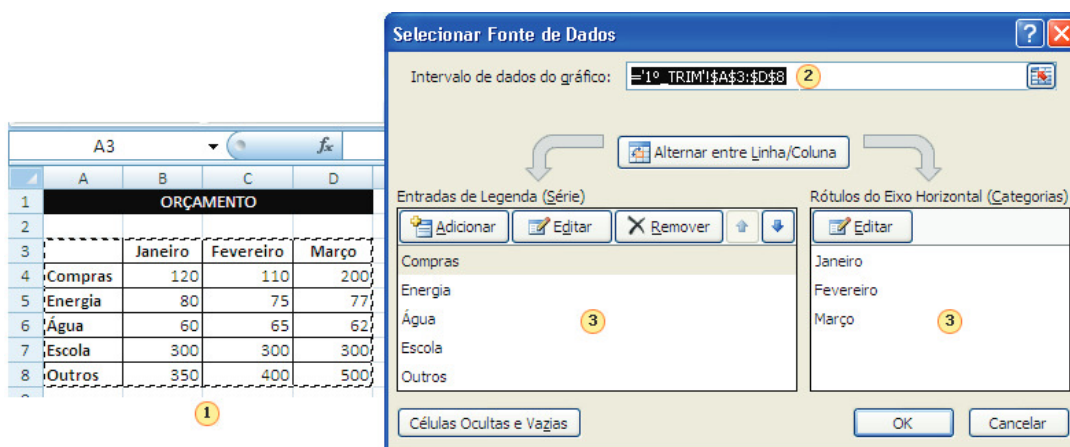 Selecionar Fonte de Dados
Intervalo de dados do gráfico: ='1º_TRIM'!$A$3:$D$8 2
Alternar entre Linha/Coluna
Entradas de Legenda (Série)
Adicionar Editar Remover
Compras
Energia
Água
Escola
Outros
3
Rótulos do Eixo Horizontal (Categorias)
Editar
Janeiro
Fevereiro
Março
3
Células Ocultas e Vazias OK Cancelar
A3 fx
A B C D
1 ORÇAMENTO
2
3 Janeiro Fevereiro Março
4 Compras 120 110 200
5 Energia 80 75 77
6 Água 60 65 62
7 Escola 300 300 300
8 Outros 350 400 500
1